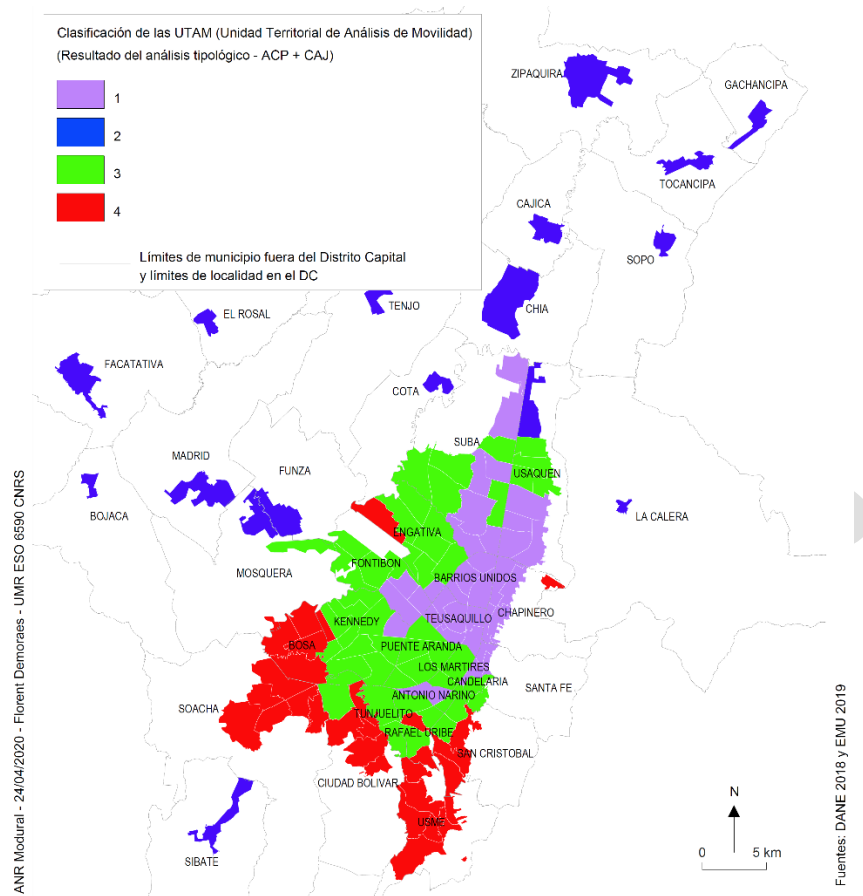 Clasificación de las UTAM (Unidad Territorial de Análisis de Movilidad)
(Resultado del análisis tipológico - ACP + CAJ)
1
2
3
4
Límites de municipio fuera del Distrito Capital
y límites de localidad en el DC
ZIPAQUIRA
GACHANCIPA
TOCANCIPA
CAJICA
SOPO
CHIA
TENJO
EL ROSAL
FACATATIVA
COTA
SUBA
USAQUEN
MADRID
FUNZA
BOJACA
LA CALERA
ENGATIVA
FONTIBON
MOSQUERA
BARRIOS UNIDOS
CHAPINERO
TEUSAQUILLO
KENNEDY
BOSA
PUENTE ARANDA
LOS MARTIRES
CANDELARIA
SANTA FE
ANTONIO NARINO
SOACHA
TUNJUELITO
RAFAEL URIBE
SAN CRISTOBAL
CIUDAD BOLIVAR
USME
SIBATE
N
0 5 km
ANR Modural - 24/04/2020 - Florent Demoraes - UMR ESO 6590 CNRS
Fuentes: DANE 2018 y EMU 2019